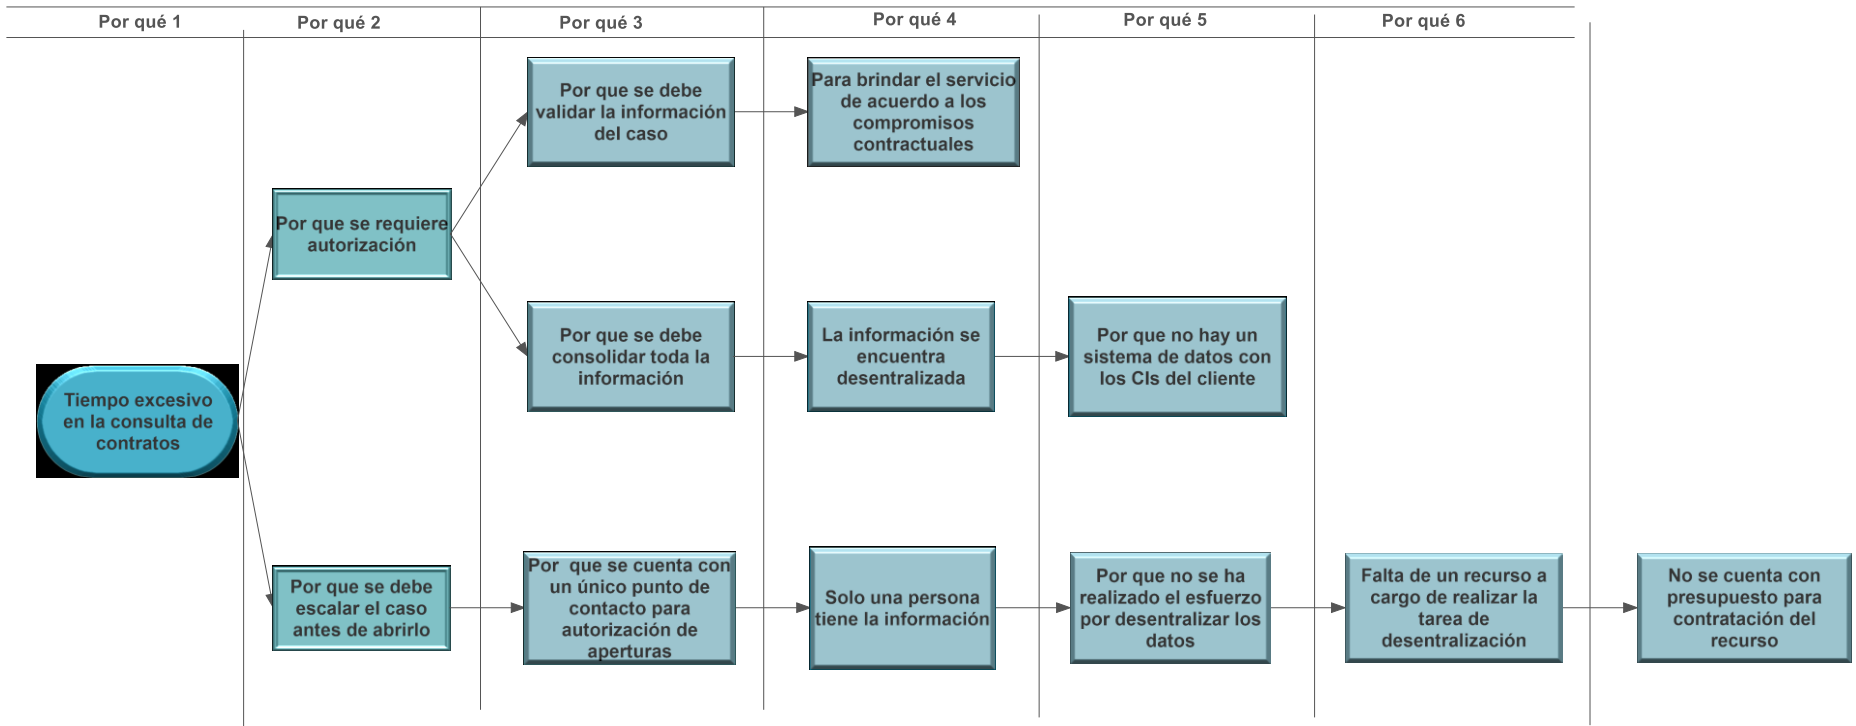 Por qué 1
Por qué 2
Por qué 3
Por qué 4
Por qué 5
Por qué 6
Por que se debe
validar la información
del caso
Para brindar el servicio
de acuerdo a los
compromisos
contractuales
Por que se requiere
autorización
Por que se debe
consolidar toda la
información
La información se
encuentra
desentralizada
Por que no hay un
sistema de datos con
los CIs del cliente
Tiempo excesivo
en la consulta de
contratos
Por que se debe
escalar el caso
antes de abrirlo
Por  que se cuenta con
un único punto de
contacto para
autorización de
aperturas
Solo una persona
tiene la información
Por que no se ha
realizado el esfuerzo
por desentralizar los
datos
Falta de un recurso a
cargo de realizar la
tarea de
desentralización
No se cuenta con
presupuesto para
contratación del
recurso